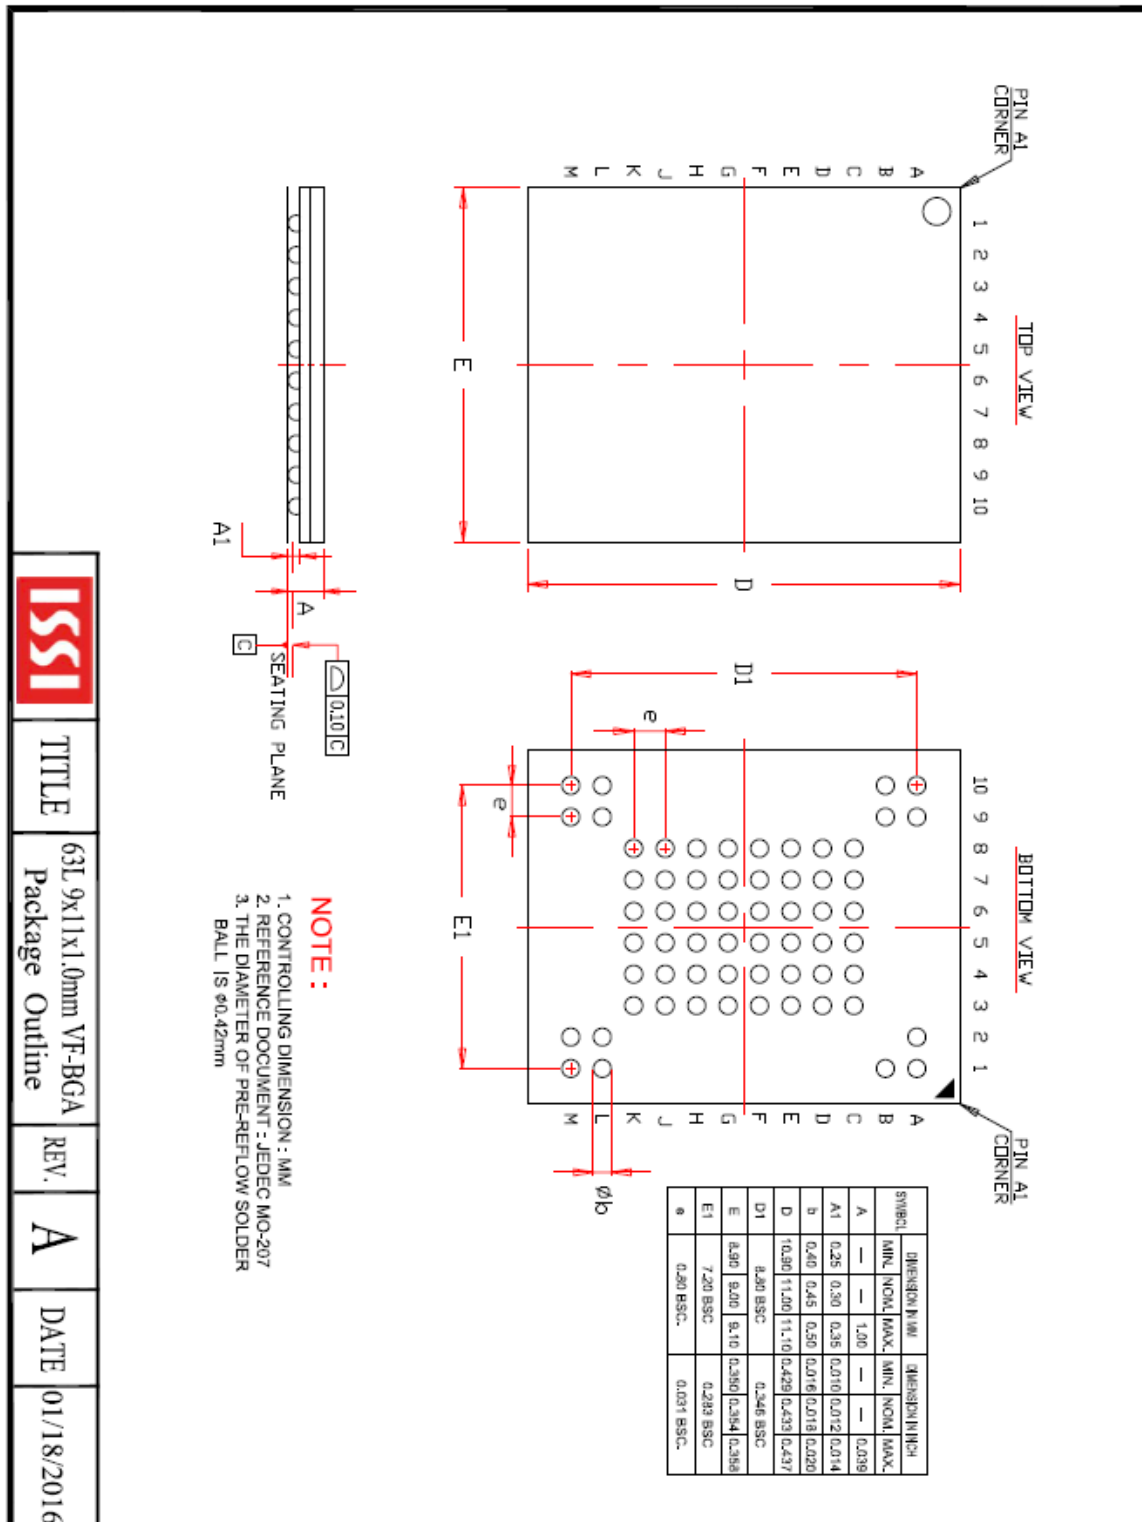 TOP VIEW
BOTTOM VIEW
PIN A1
CORNER
1 2 3 4 5 6 7 8 9 10
A
B
C
D
E
F
G
H
J
K
L
M
D
E
10 9 8 7 6 5 4 3 2 1
PIN A1
CORNER
A
B
C
D
E
F
G
H
J
K
L
M
D1
e
e
E1
Øb
A1
A
0.10 C
C
SEATING PLANE
SYMBOL DIMENSION IN MM DIMENSION IN INCH
MIN. NOM. MAX. MIN. NOM. MAX.
A — — 1.00 — — 0.039
A1 0.25 0.30 0.35 0.010 0.012 0.014
b 0.40 0.45 0.50 0.016 0.018 0.020
D 10.90 11.00 11.10 0.429 0.433 0.437
D1 8.80 BSC 0.346 BSC
E 8.90 9.00 9.10 0.350 0.354 0.358
E1 7.20 BSC 0.283 BSC
e 0.80 BSC. 0.031 BSC.
NOTE :
1. CONTROLLING DIMENSION : MM
2. REFERENCE DOCUMENT : JEDEC MO-207
3. THE DIAMETER OF PRE-REFLOW SOLDER
BALL IS Ø0.42mm
ISSI
TITLE
63L 9x11x1.0mm VF-BGA
Package Outline
REV.
A
DATE
01/18/2016